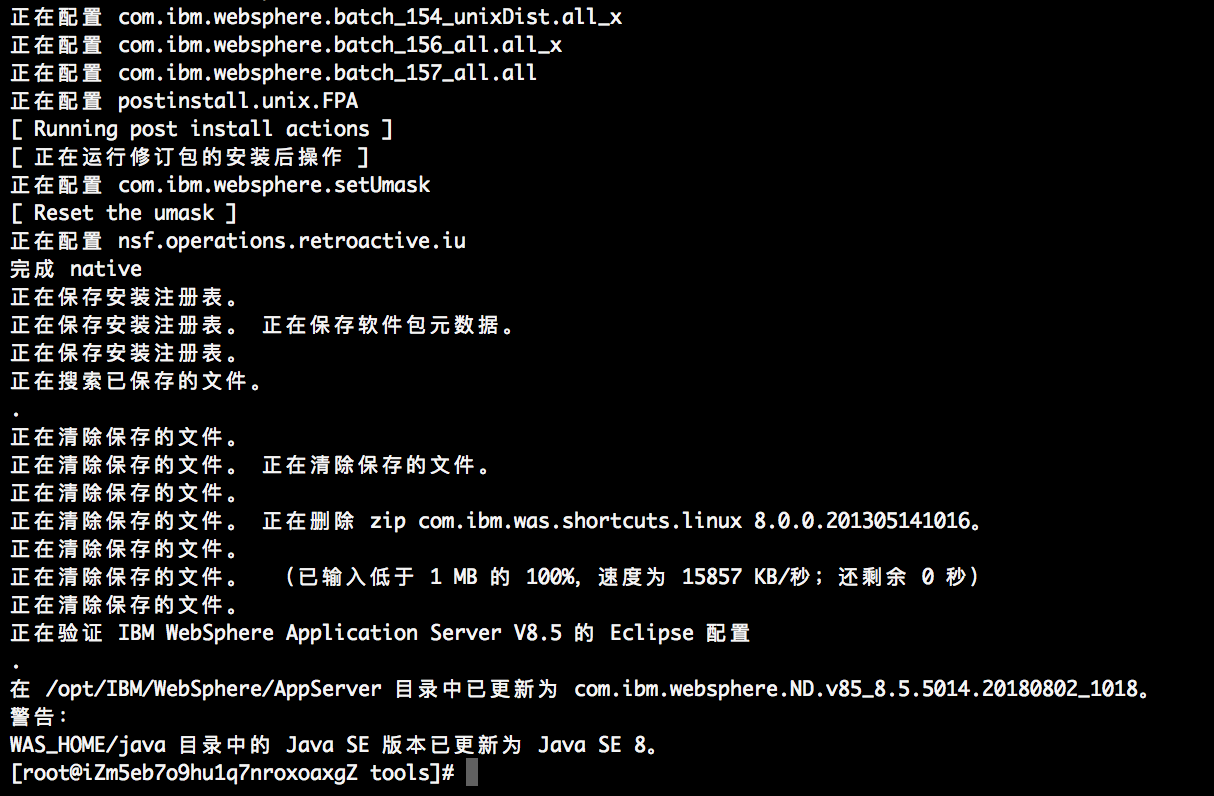 正在配置 com.ibm.websphere.batch_154_unixDist.all_x
正在配置 com.ibm.websphere.batch_156_all.all_x
正在配置 com.ibm.websphere.batch_157_all.all
正在配置 postinstall.unix.FPA
[ Running post install actions ]
[ 正在运行修订包的安装后操作 ]
正在配置 com.ibm.websphere.setUmask
[ Reset the umask ]
正在配置 nsf.operations.retroactive.iu
完成 native
正在保存安装注册表。
正在保存安装注册表。 正在保存软件包元数据。
正在保存安装注册表。
正在搜索已保存的文件。
.
正在清除保存的文件。
正在清除保存的文件。 正在清除保存的文件。
正在清除保存的文件。
正在清除保存的文件。 正在删除 zip com.ibm.was.shortcuts.linux 8.0.0.201305141016。
正在清除保存的文件。
正在清除保存的文件。 （已输入低于 1 MB 的 100%，速度为 15857 KB/秒；还剩余 0 秒）
正在清除保存的文件。
正在验证 IBM WebSphere Application Server V8.5 的 Eclipse 配置
.
在 /opt/IBM/WebSphere/AppServer 目录中已更新为 com.ibm.websphere.ND.v85_8.5.5014.20180802_1018。
警告：
WAS_HOME/java 目录中的 Java SE 版本已更新为 Java SE 8。
[root@iZm5eb7o9hu1q7nroxoaxgZ tools]#